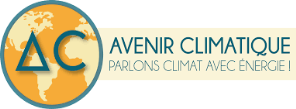 AC
AVENIR CLIMATIQUE
PARLONS CLIMAT AVEC ÉNERGIE !